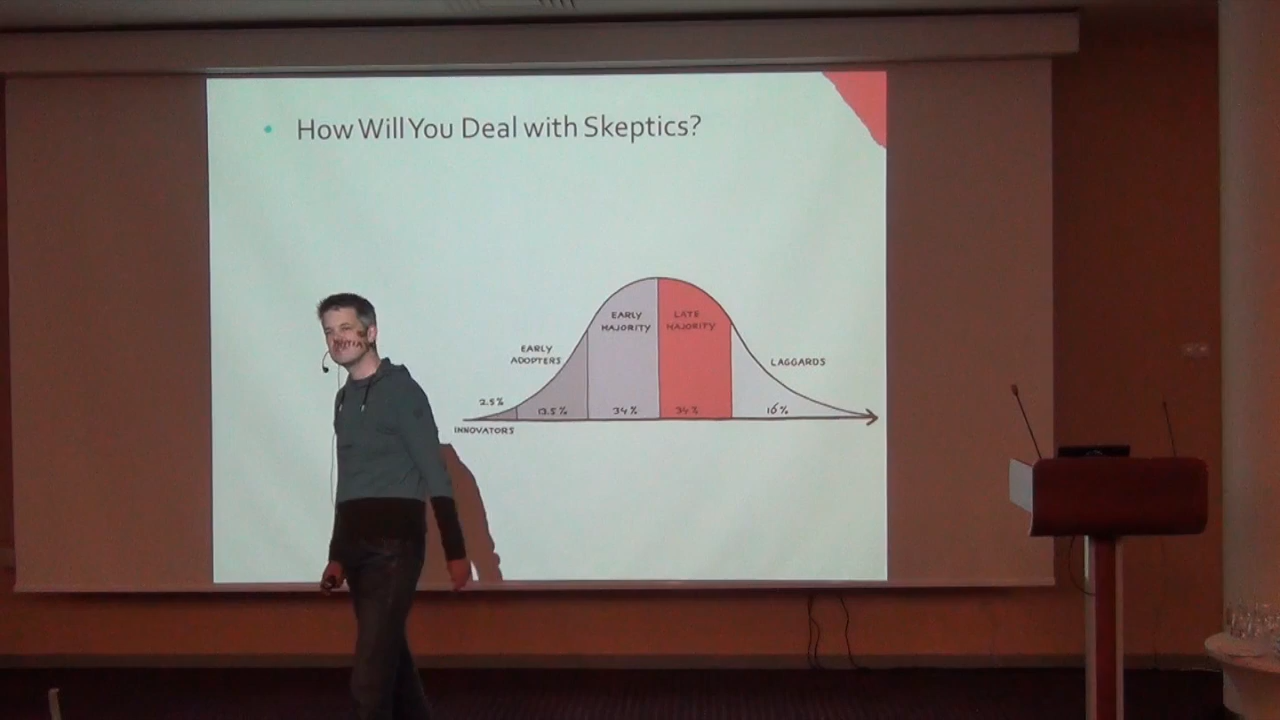 • How Will You Deal with Skeptics?
EARLY
MAJORITY
LATE
MAJORITY
EARLY
ADOPTERS
LAGGARDS
2.5%
13.5%
34%
34%
16%
INNOVATORS